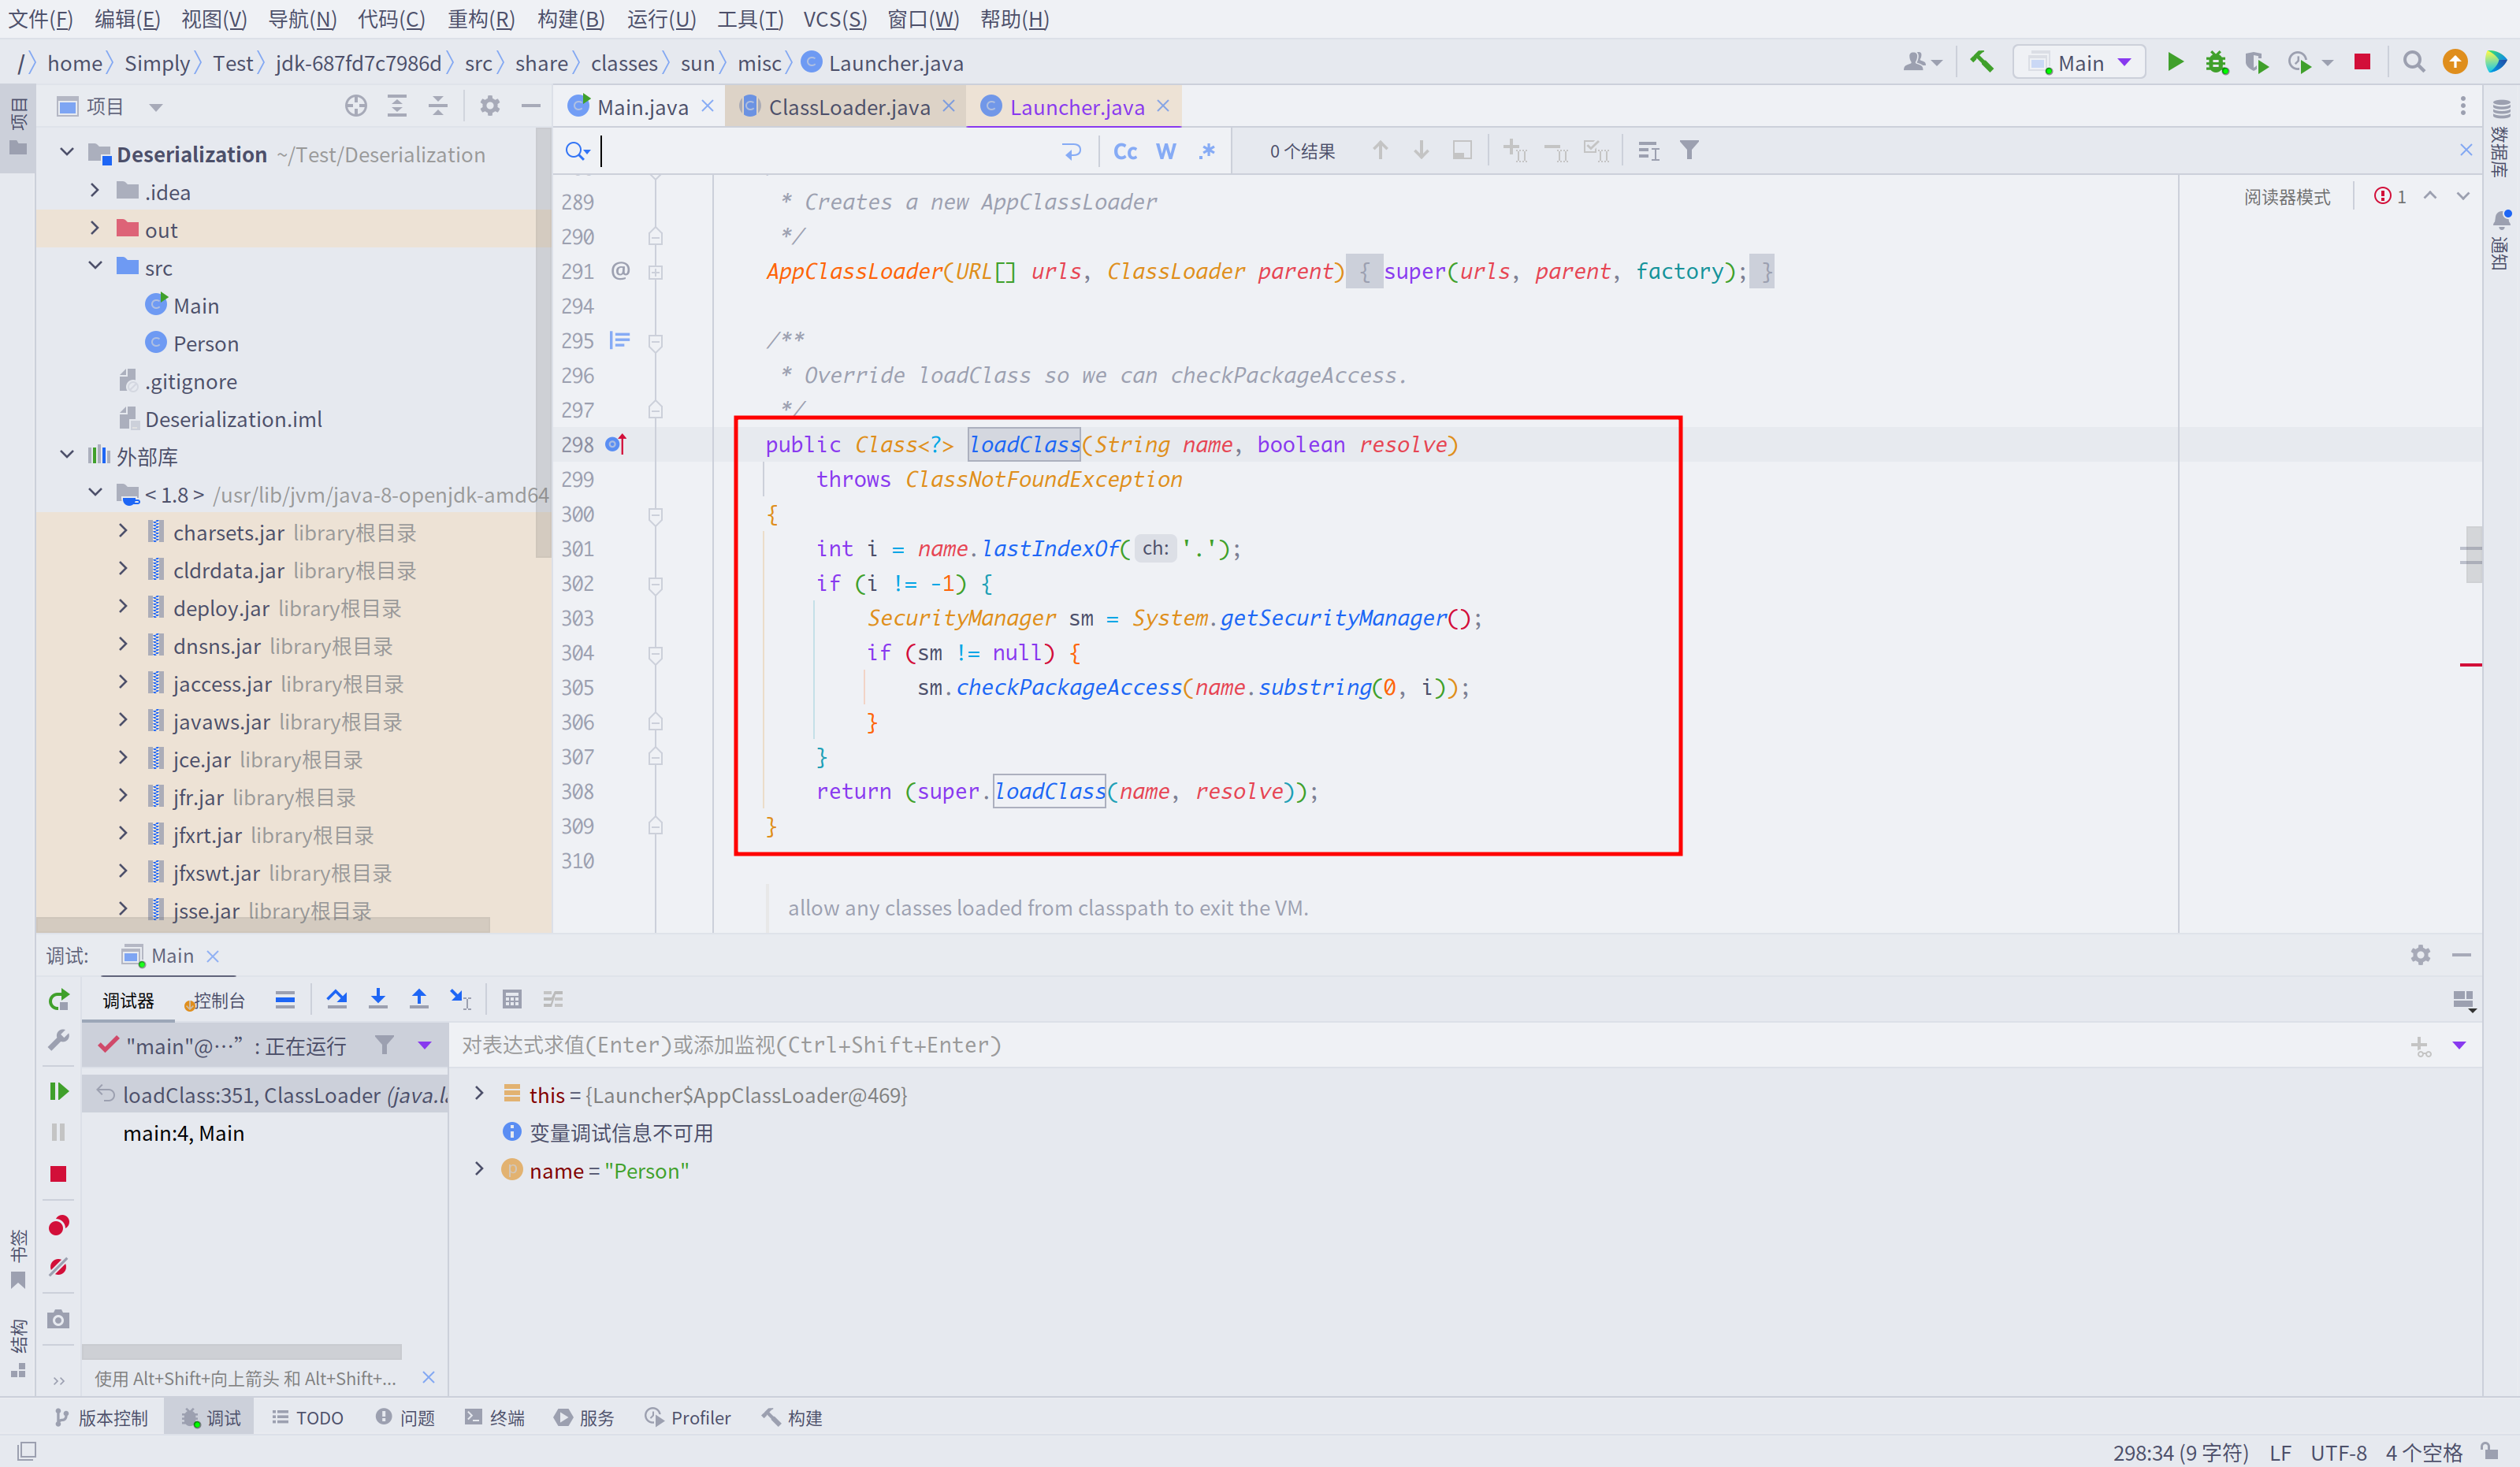 文件(F) 编辑(E) 视图(V) 导航(N) 代码(C) 重构(R) 构建(B) 运行(U) 工具(T) VCS(S) 窗口(W) 帮助(H)
/ home Simply Test jdk-687fd7c7986d src share classes sun misc Launcher.java
Main
项目
项目
Main.java ClassLoader.java Launcher.java
Cc W .* 0 个结果
数据库
通知
Deserialization ~/Test/Deserialization
.idea
out
src
Main
Person
.gitignore
Deserialization.iml
外部库
< 1.8 > /usr/lib/jvm/java-8-openjdk-amd64
charsets.jar library根目录
cldrdata.jar library根目录
deploy.jar library根目录
dnsns.jar library根目录
jaccess.jar library根目录
javaws.jar library根目录
jce.jar library根目录
jfr.jar library根目录
jfxrt.jar library根目录
jfxswt.jar library根目录
jsse.jar library根目录
阅读器模式 1
289 * Creates a new AppClassLoader
290 */
291 @ AppClassLoader(URL[] urls, ClassLoader parent) { super(urls, parent, factory); }
294
295 /**
296 * Override loadClass so we can checkPackageAccess.
297 */
298 public Class<?> loadClass(String name, boolean resolve)
299 throws ClassNotFoundException
300 {
301 int i = name.lastIndexOf( ch: '.');
302 if (i != -1) {
303 SecurityManager sm = System.getSecurityManager();
304 if (sm != null) {
305 sm.checkPackageAccess(name.substring(0, i));
306 }
307 }
308 return (super.loadClass(name, resolve));
309 }
310
allow any classes loaded from classpath to exit the VM.
调试: Main
调试器 控制台
"main"@…”：正在运行
对表达式求值(Enter)或添加监视(Ctrl+Shift+Enter)
loadClass:351, ClassLoader (java.la
main:4, Main
this = {Launcher$AppClassLoader@469}
变量调试信息不可用
name = "Person"
书签
结构
使用 Alt+Shift+向上箭头 和 Alt+Shift+...
版本控制 调试 TODO 问题 终端 服务 Profiler 构建
298:34 (9 字符) LF UTF-8 4 个空格